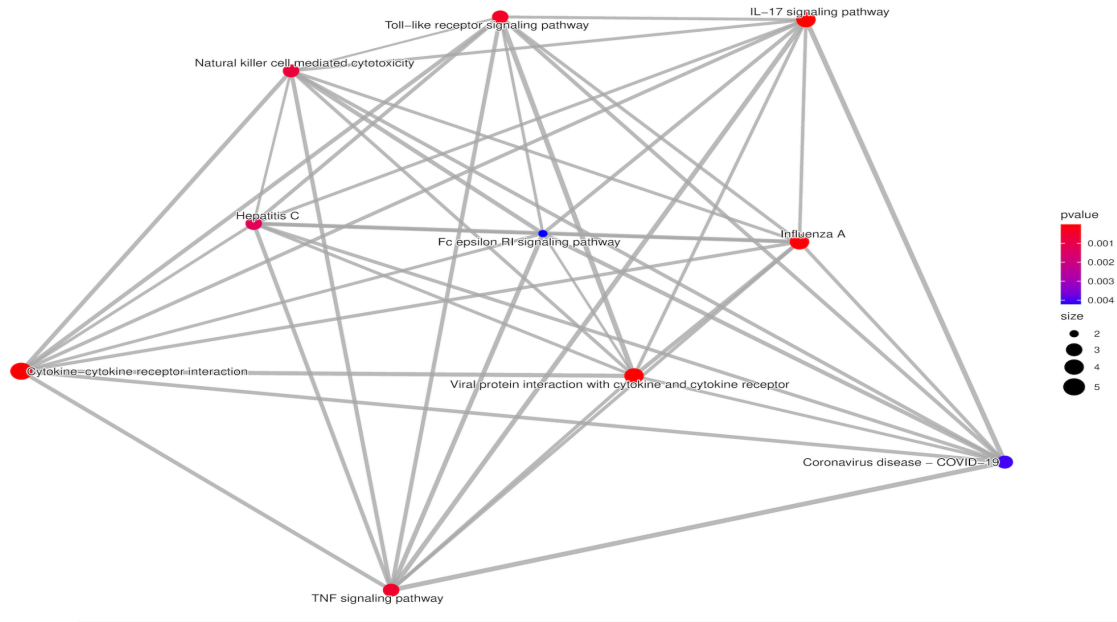 IL−17 signaling pathway
Toll−like receptor signaling pathway
Natural killer cell mediated cytotoxicity
Hepatitis C
Fc epsilon RI signaling pathway
Influenza A
Cytokine−cytokine receptor interaction
Viral protein interaction with cytokine and cytokine receptor
Coronavirus disease − COVID−19
TNF signaling pathway
pvalue
0.001
0.002
0.003
0.004
size
2
3
4
5